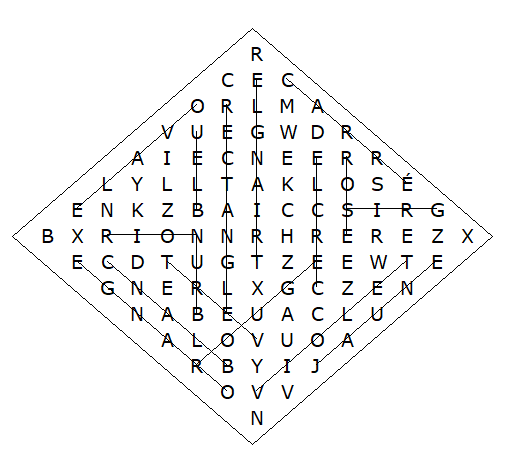 R
C E C
O R L M A
V U E G W D R
A I E C N E E R R
L Y L L T A K L O S É
E N K Z B A I C C S I R G
B X R I O N N R H R E R E Z X
E C D T U G T Z E E W T E
G N E R L X G C Z E N
N A B E U A C L U
A L O V U O A
R B Y I J
O V V
N